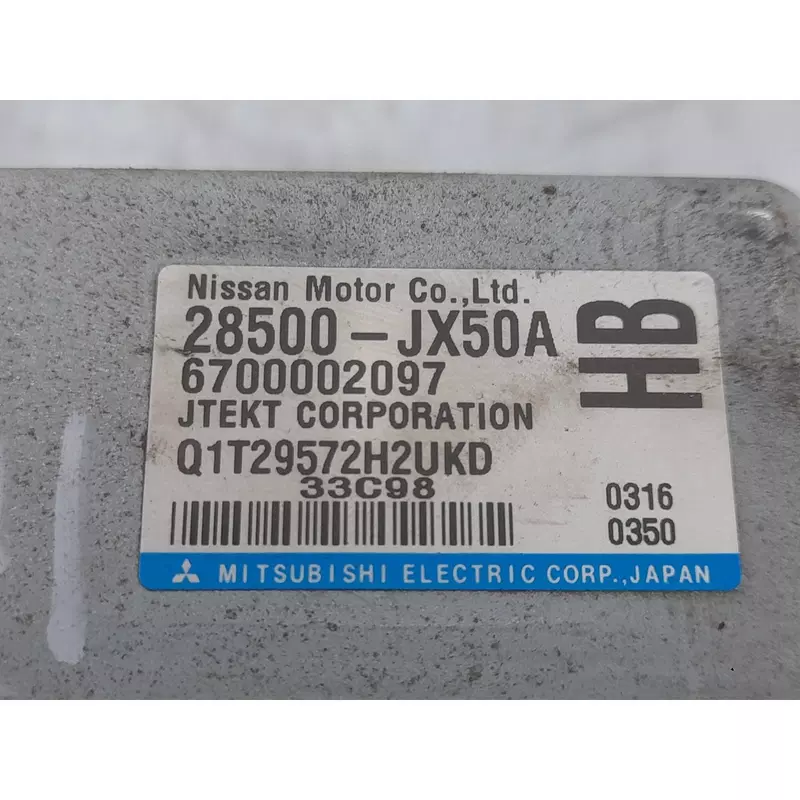 Nissan Motor Co.,Ltd.
28500-JX50A
HB
6700002097
JTEKT CORPORATION
Q1T29572H2UKD
33C98
0316
0350
MITSUBISHI ELECTRIC CORP.,JAPAN